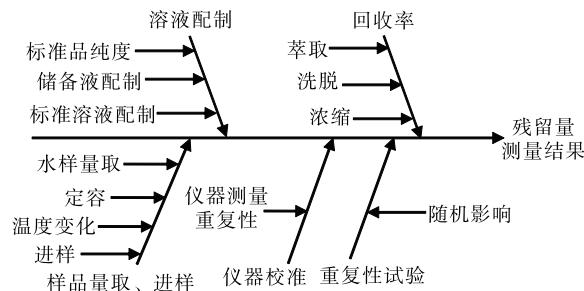 溶液配制
回收率
标准品纯度
储备液配制
标准溶液配制
萃取
洗脱
浓缩
残留量
测量结果
水样量取
定容
温度变化
进样
样品量取、进样
仪器测量
重复性
仪器校准
随机影响
重复性试验